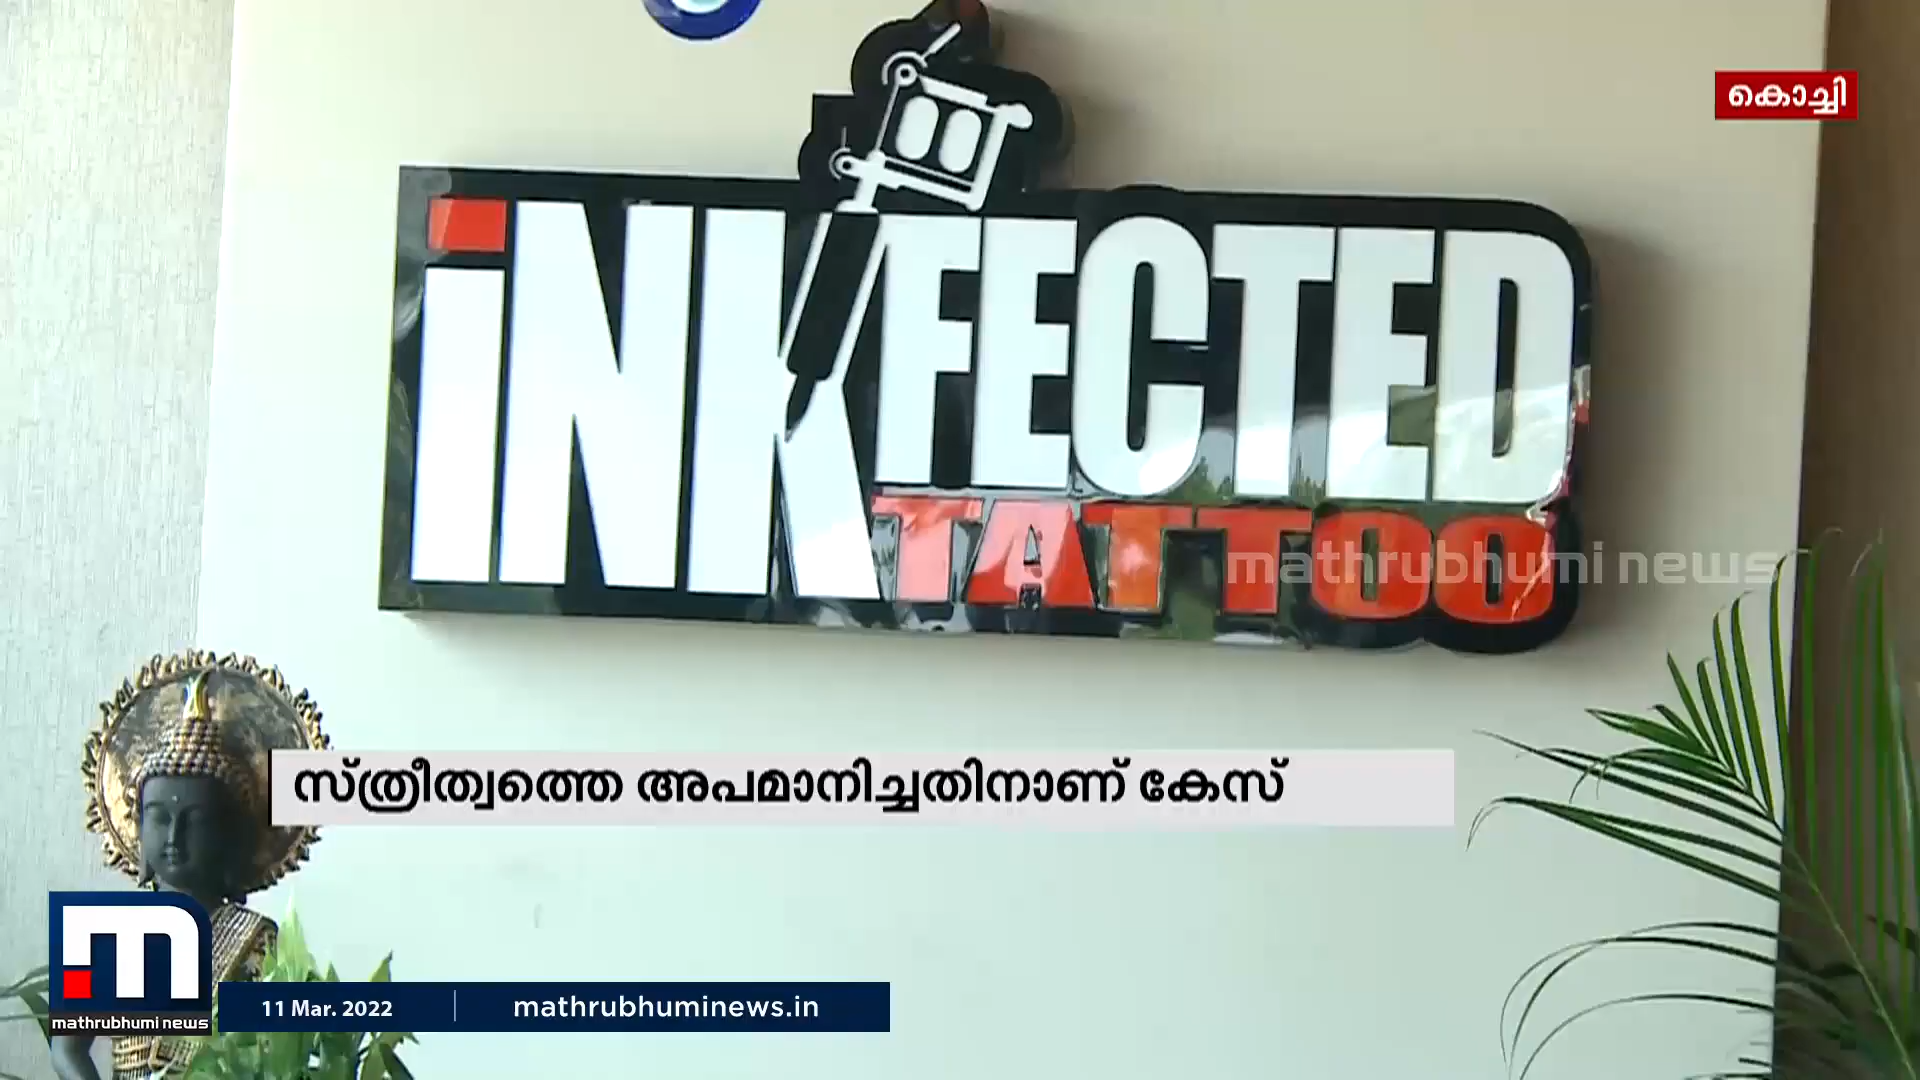 കൊച്ചി
iNKFECTED
TATTOO
mathrubhumi news
സ്ത്രീത്വത്തെ അപമാനിച്ചതിനാണ് കേസ്
mathrubhumi news
11 Mar. 2022
mathrubhuminews.in